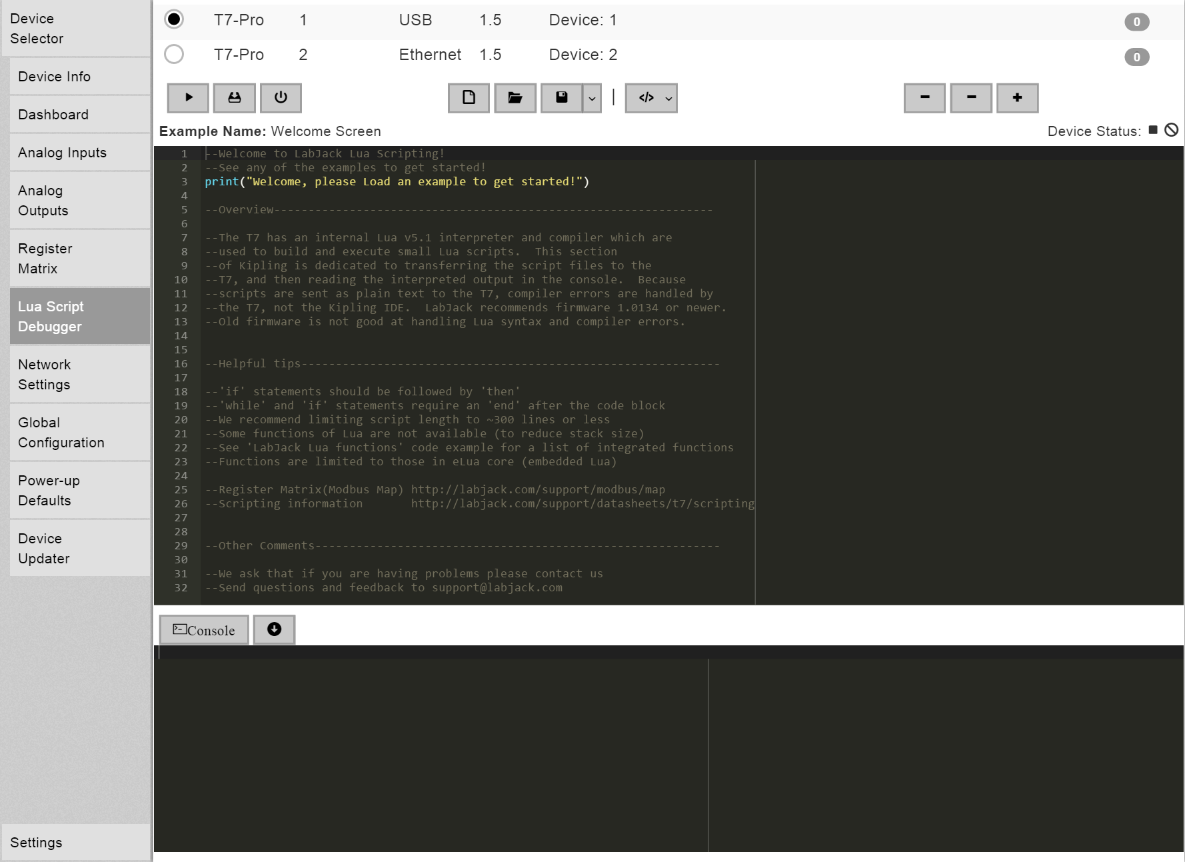 Device
Selector
Device Info
Dashboard
Analog Inputs
Analog
Outputs
Register
Matrix
Lua Script
Debugger
Network
Settings
Global
Configuration
Power-up
Defaults
Device
Updater
Settings
T7-Pro 1 USB 1.5 Device: 1 0
T7-Pro 2 Ethernet 1.5 Device: 2 0
Example Name: Welcome Screen Device Status:
1 --Welcome to LabJack Lua Scripting!
2 --See any of the examples to get started!
3 print("Welcome, please Load an example to get started!")
4
5 --Overview----------------------------------------------------------------
6
7 --The T7 has an internal Lua v5.1 interpreter and compiler which are
8 --used to build and execute small Lua scripts.  This section
9 --of Kipling is dedicated to transferring the script files to the
10 --T7, and then reading the interpreted output in the console.  Because
11 --scripts are sent as plain text to the T7, compiler errors are handled by
12 --the T7, not the Kipling IDE.  LabJack recommends firmware 1.0134 or newer.
13 --Old firmware is not good at handling Lua syntax and compiler errors.
14
15
16 --Helpful tips-------------------------------------------------------------
17
18 --'if' statements should be followed by 'then'
19 --'while' and 'if' statements require an 'end' after the code block
20 --We recommend limiting script length to ~300 lines or less
21 --Some functions of Lua are not available (to reduce stack size)
22 --See 'LabJack Lua functions' code example for a list of integrated functions
23 --Functions are limited to those in eLua core (embedded Lua)
24
25 --Register Matrix(Modbus Map) http://labjack.com/support/modbus/map
26 --Scripting information       http://labjack.com/support/datasheets/t7/scripting
27
28
29 --Other Comments-----------------------------------------------------------
30
31 --We ask that if you are having problems please contact us
32 --Send questions and feedback to support@labjack.com
Console